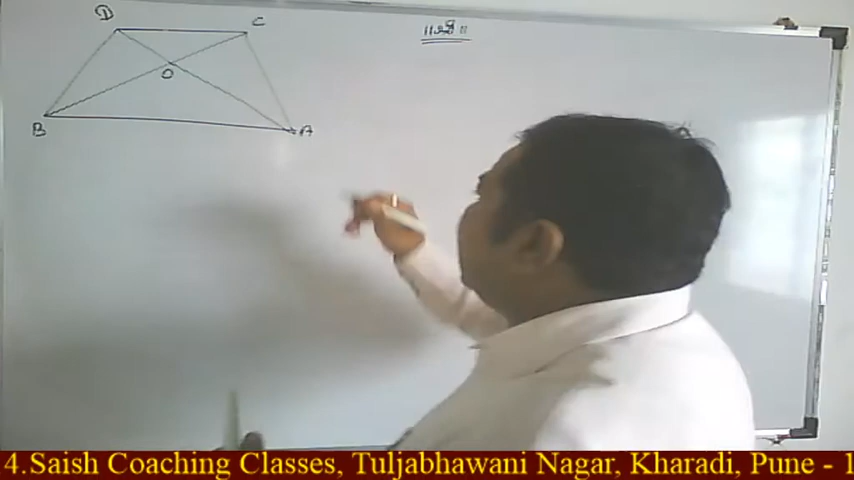 D
C
॥ श्री ॥
O
B
A
4.Saish Coaching Classes, Tuljabhawani Nagar, Kharadi, Pune - 1